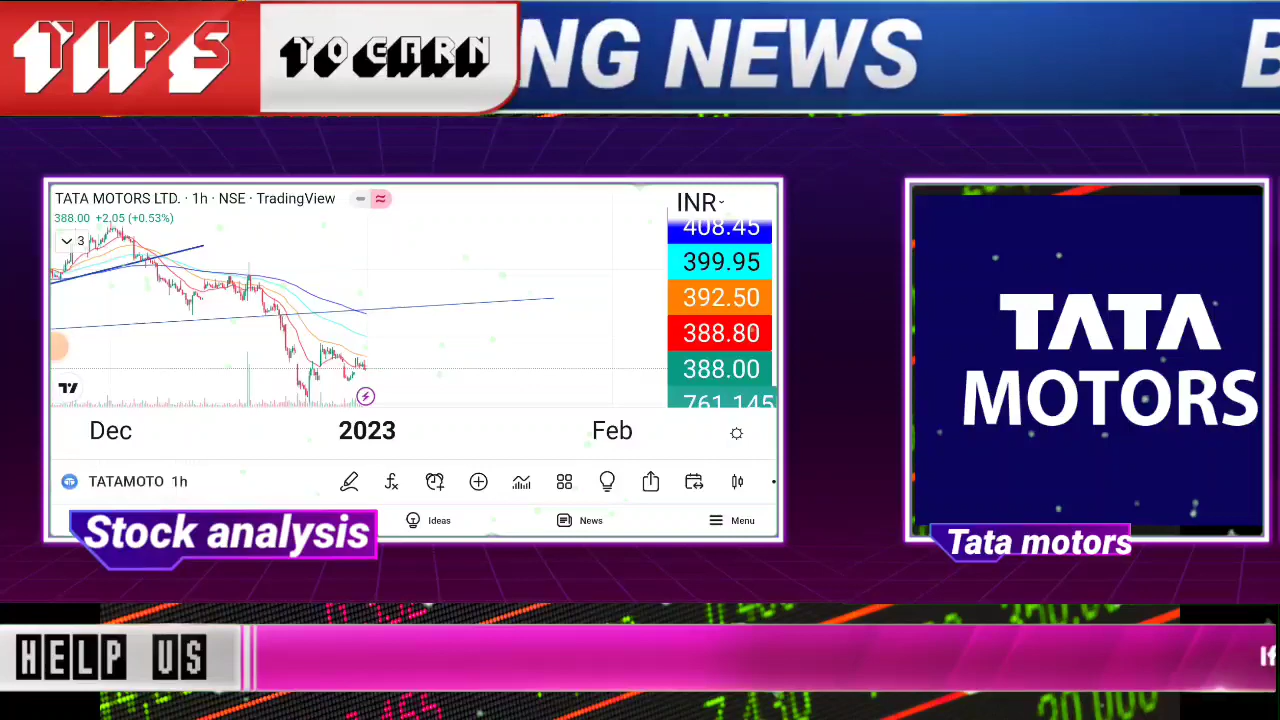 TIPS
TO EARN
NG NEWS
B
TATA MOTORS LTD. · 1h · NSE · TradingView
388.00 +2.05 (+0.53%)
3
INR
408.45
399.95
392.50
388.80
388.00
761.145
Dec
2023
Feb
TATAMOTO 1h
Ideas
News
Menu
Stock analysis
TATA
MOTORS
Tata motors
HELP US
If